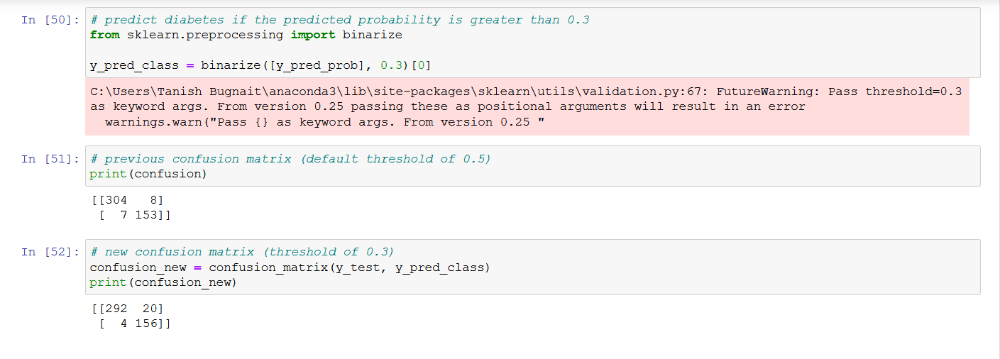 In [50]: # predict diabetes if the predicted probability is greater than 0.3
from sklearn.preprocessing import binarize
y_pred_class = binarize([y_pred_prob], 0.3)[0]
C:\Users\Tanish Bugnait\anaconda3\lib\site-packages\sklearn\utils\validation.py:67: FutureWarning: Pass threshold=0.3
as keyword args. From version 0.25 passing these as positional arguments will result in an error
  warnings.warn("Pass {} as keyword args. From version 0.25 "
In [51]: # previous confusion matrix (default threshold of 0.5)
print(confusion)
[[304   8]
 [  7 153]]
In [52]: # new confusion matrix (threshold of 0.3)
confusion_new = confusion_matrix(y_test, y_pred_class)
print(confusion_new)
[[292  20]
 [  4 156]]